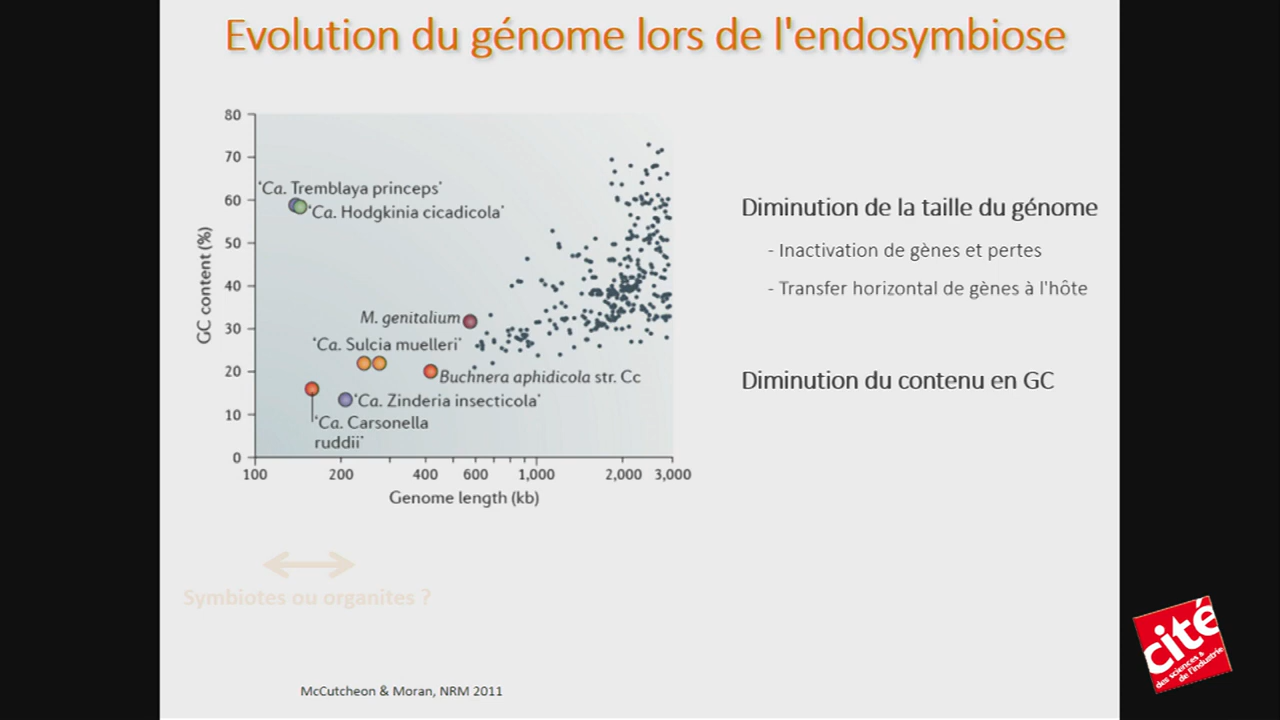 Evolution du génome lors de l'endosymbiose
80
70
60
50
40
30
20
10
0
GC content (%)
'Ca. Tremblaya princeps'
'Ca. Hodgkinia cicadicola'
M. genitalium
'Ca. Sulcia muelleri'
Buchnera aphidicola str. Cc
'Ca. Zinderia insecticola'
'Ca. Carsonella
ruddii'
100 200 400 600 1,000 2,000 3,000
Genome length (kb)
Diminution de la taille du génome
- Inactivation de gènes et pertes
- Transfer horizontal de gènes à l'hôte
Diminution du contenu en GC
Symbiotes ou organites ?
McCutcheon & Moran, NRM 2011
cité
des sciences &
de l'industrie